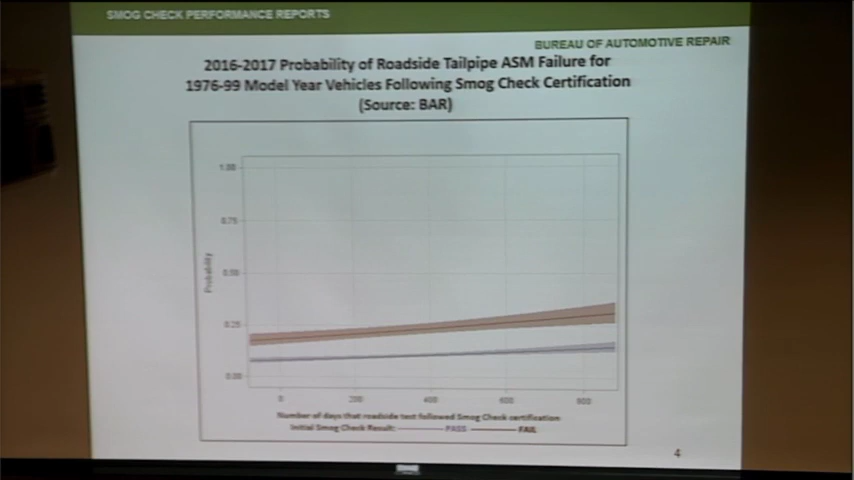 SMOG CHECK PERFORMANCE REPORTS
BUREAU OF AUTOMOTIVE REPAIR
2016-2017 Probability of Roadside Tailpipe ASM Failure for
1976-99 Model Year Vehicles Following Smog Check Certification
(Source: BAR)
1.00
0.75
0.50
0.25
0.00
Probability
0 200 400 600 800
Number of days that roadside test followed Smog Check certification
Initial Smog Check Result: PASS FAIL
4